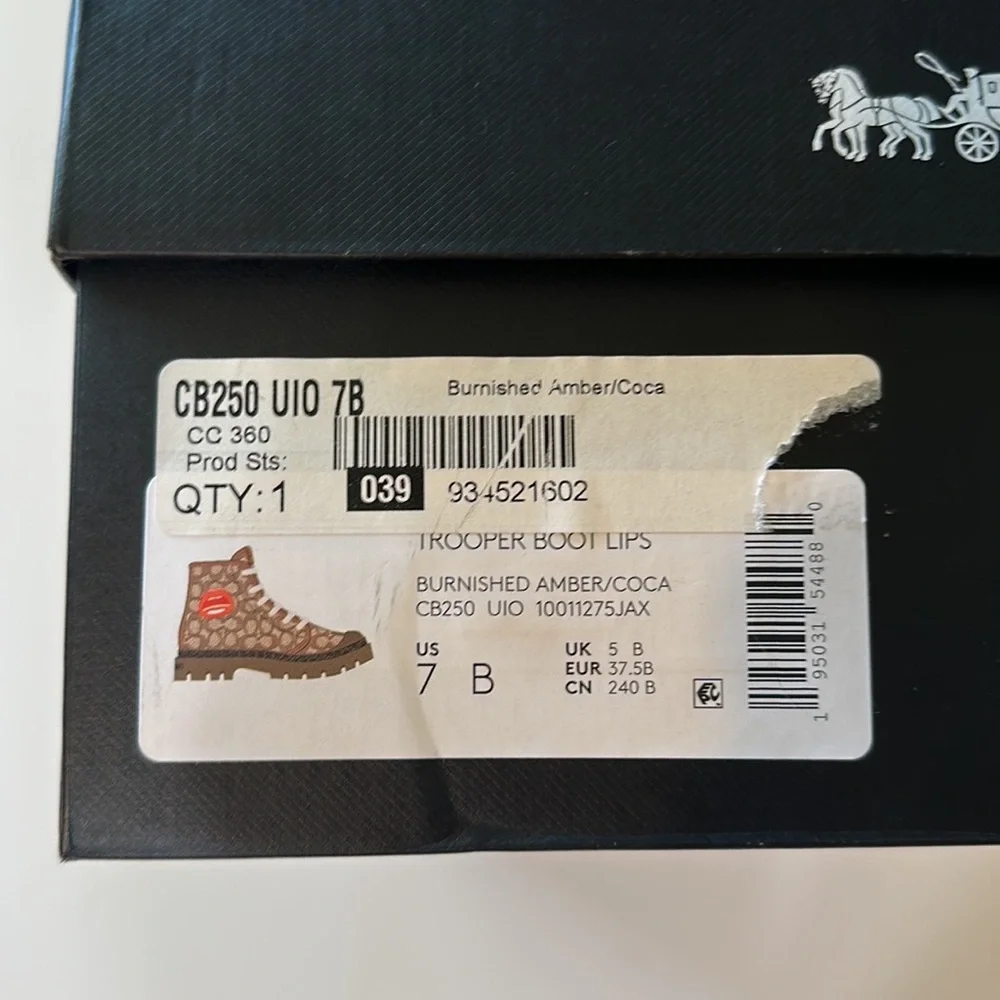 CB250 UIO 7B
Burnished Amber/Coca
CC 360
Prod Sts:
QTY:1
039
934521602
TROOPER BOOT LIPS
BURNISHED AMBER/COCA
CB250 UIO 10011275JAX
US
7 B
UK 5 B
EUR 37.5B
CN 240 B
1 95031 54488 0